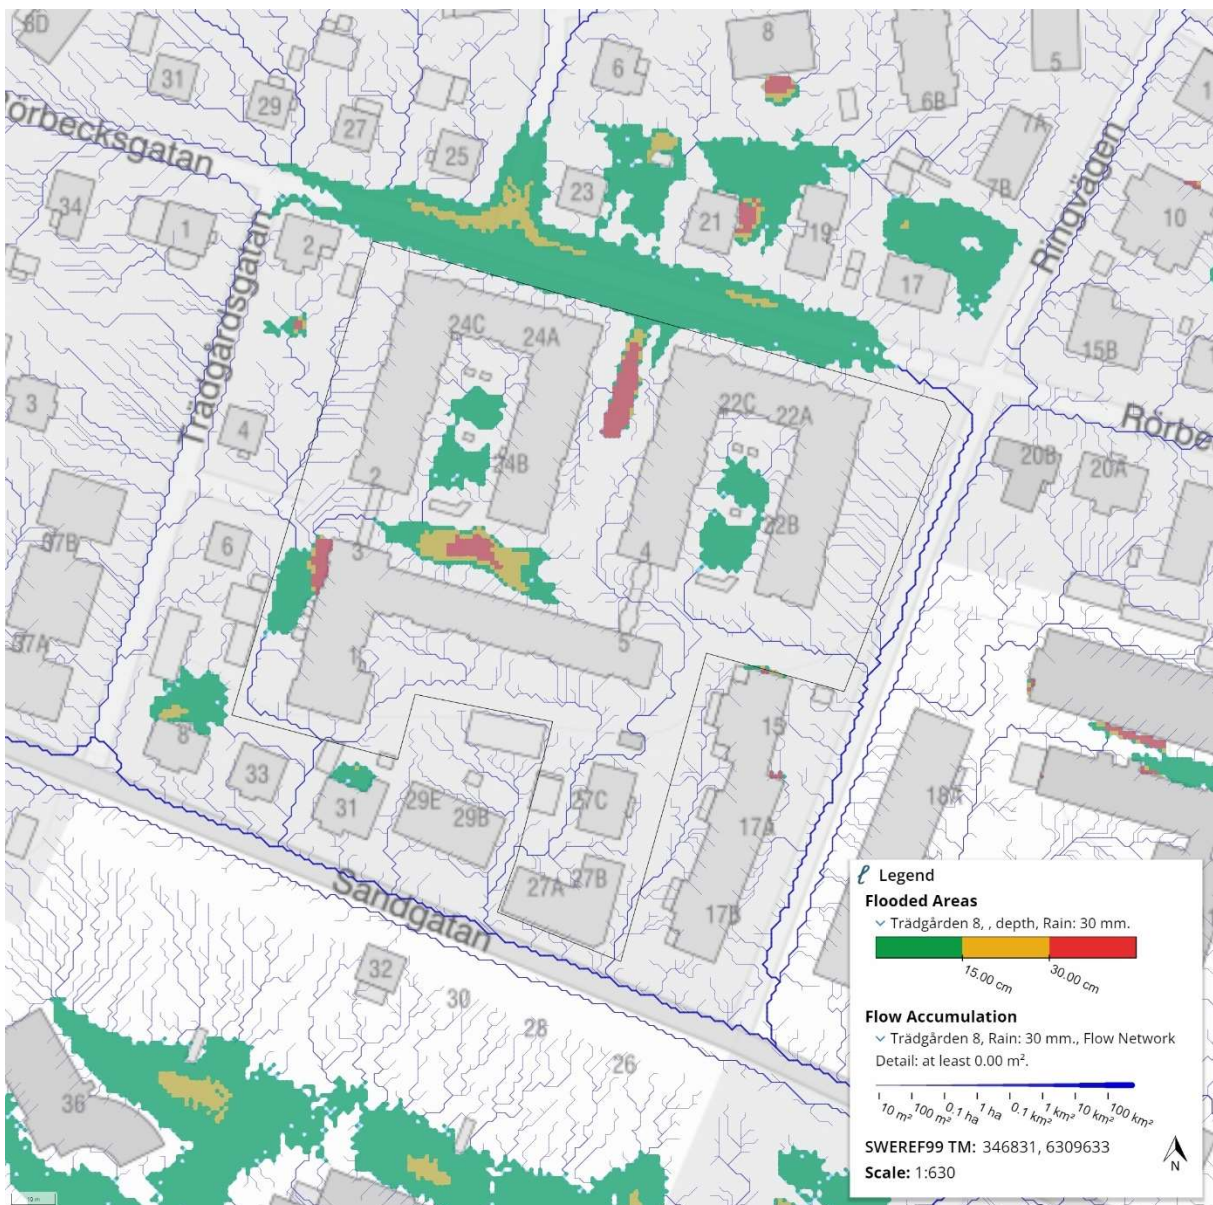 8D
31
29
27
25
6
8
6B
5
7A
7B
Ringvägen
10
örbecksgatan
34
1
2
Trädgårdsgatan
23
21
19
17
15B
24C
24A
3
4
22C
22A
Rörbe
20B
20A
2
24B
22B
37B
6
3
4
37A
1
5
8
15
33
31
29E
29B
27C
17A
18A
27A
27B
17B
Sandgatan
32
30
28
26
36
Legend
Flooded Areas
Trädgården 8, , depth, Rain: 30 mm.
15.00 cm
30.00 cm
Flow Accumulation
Trädgården 8, Rain: 30 mm., Flow Network
Detail: at least 0.00 m².
10 m²
100 m²
0.1 ha
1 ha
0.1 km²
1 km²
10 km²
100 km²
SWEREF99 TM: 346831, 6309633
Scale: 1:630
N